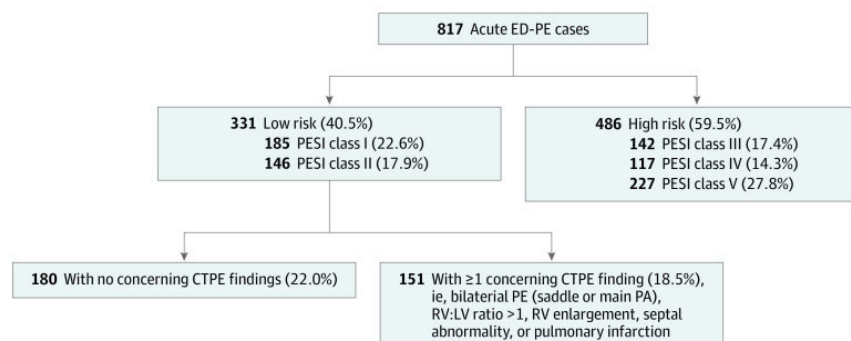 817 Acute ED-PE cases
331 Low risk (40.5%)
185 PESI class I (22.6%)
146 PESI class II (17.9%)
486 High risk (59.5%)
142 PESI class III (17.4%)
117 PESI class IV (14.3%)
227 PESI class V (27.8%)
180 With no concerning CTPE findings (22.0%)
151 With ≥1 concerning CTPE finding (18.5%),
ie, bilaterial PE (saddle or main PA),
RV:LV ratio >1, RV enlargement, septal
abnormality, or pulmonary infarction